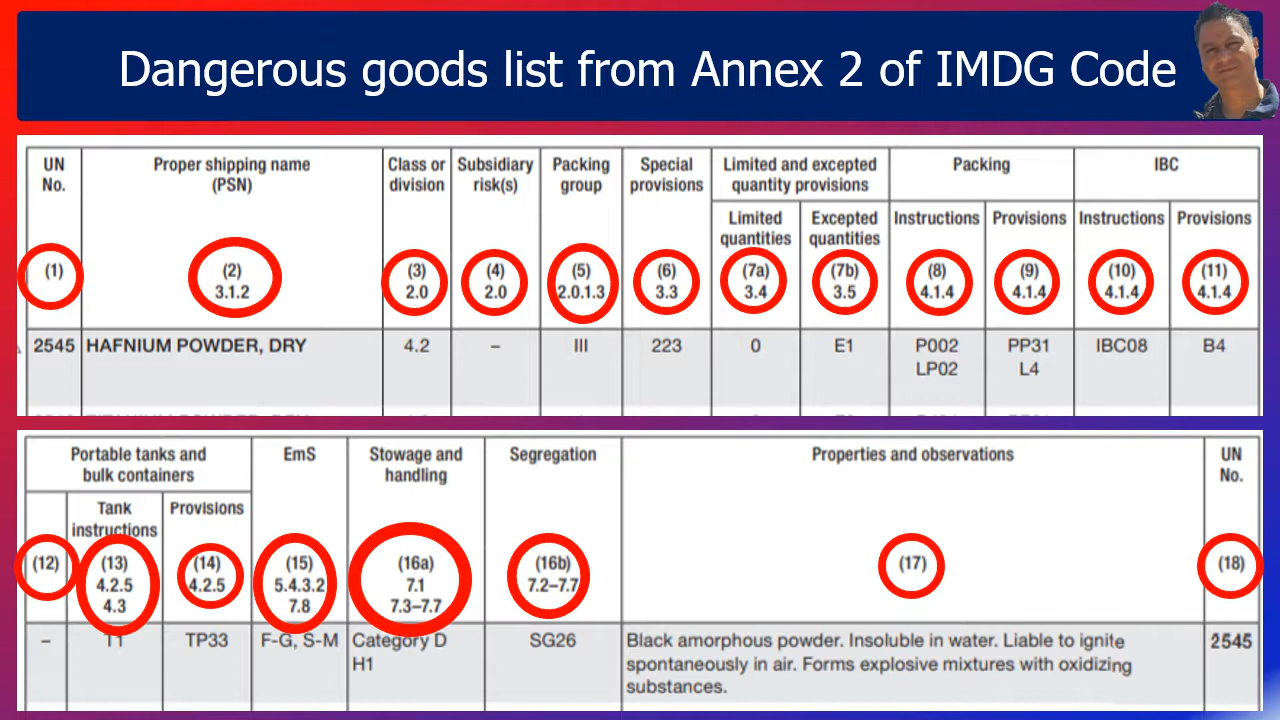 Dangerous goods list from Annex 2 of IMDG Code
UN No.
Proper shipping name (PSN)
Class or division
Subsidiary risk(s)
Packing group
Special provisions
Limited and excepted quantity provisions
Packing
IBC
Limited quantities
Excepted quantities
Instructions
Provisions
Instructions
Provisions
(1)
(2) 3.1.2
(3) 2.0
(4) 2.0
(5) 2.0.1.3
(6) 3.3
(7a) 3.4
(7b) 3.5
(8) 4.1.4
(9) 4.1.4
(10) 4.1.4
(11) 4.1.4
2545
HAFNIUM POWDER, DRY
4.2
–
III
223
0
E1
P002
LP02
PP31
L4
IBC08
B4
Portable tanks and bulk containers
EmS
Stowage and handling
Segregation
Properties and observations
UN No.
Tank instructions
Provisions
(12)
(13) 4.2.5 4.3
(14) 4.2.5
(15) 5.4.3.2 7.8
(16a) 7.1 7.3–7.7
(16b) 7.2–7.7
(17)
(18)
–
T1
TP33
F-G, S-M
Category D
H1
SG26
Black amorphous powder. Insoluble in water. Liable to ignite
spontaneously in air. Forms explosive mixtures with oxidizing
substances.
2545